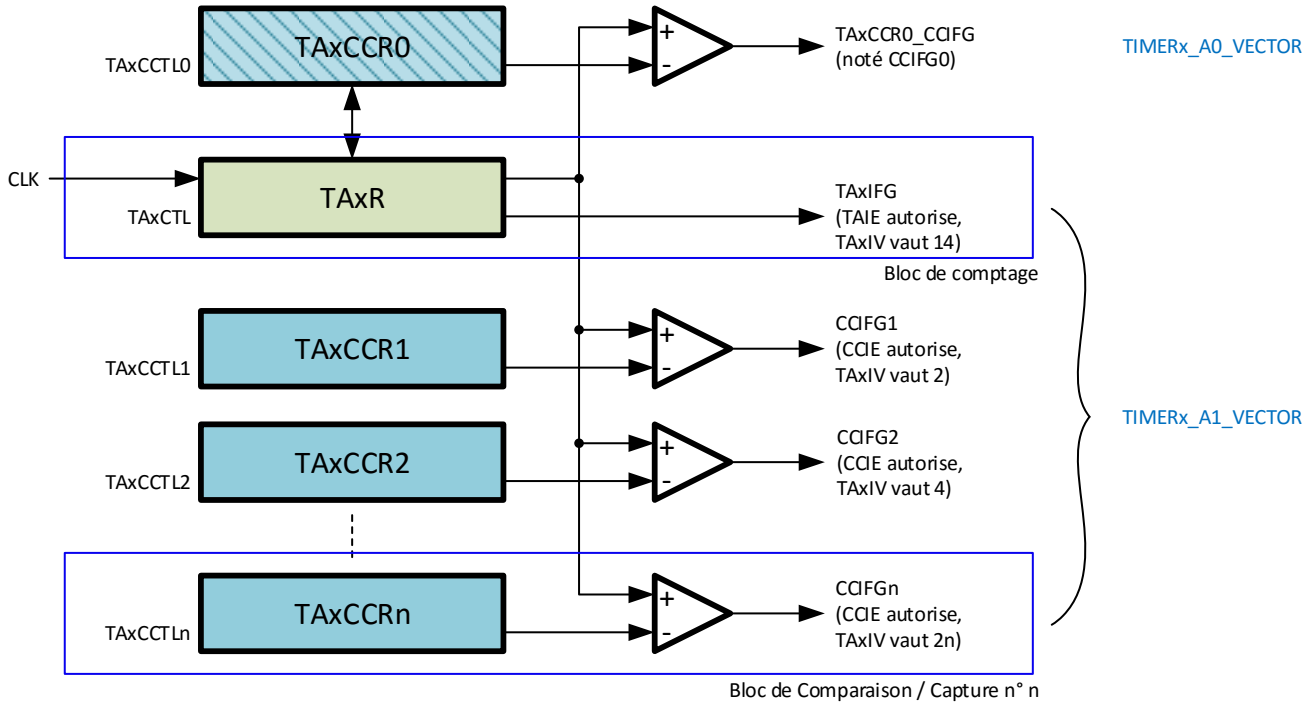 TAxCCR0
TAxCCTL0
+
-
TAxCCR0_CCIFG
(noté CCIFG0)
TIMERx_A0_VECTOR
CLK
TAxR
TAxCTL
TAxIFG
(TAIE autorise,
TAxIV vaut 14)
Bloc de comptage
TAxCCR1
TAxCCTL1
+
-
CCIFG1
(CCIE autorise,
TAxIV vaut 2)
TAxCCR2
TAxCCTL2
+
-
CCIFG2
(CCIE autorise,
TAxIV vaut 4)
TIMERx_A1_VECTOR
TAxCCRn
TAxCCTLn
+
-
CCIFGn
(CCIE autorise,
TAxIV vaut 2n)
Bloc de Comparaison / Capture n° n